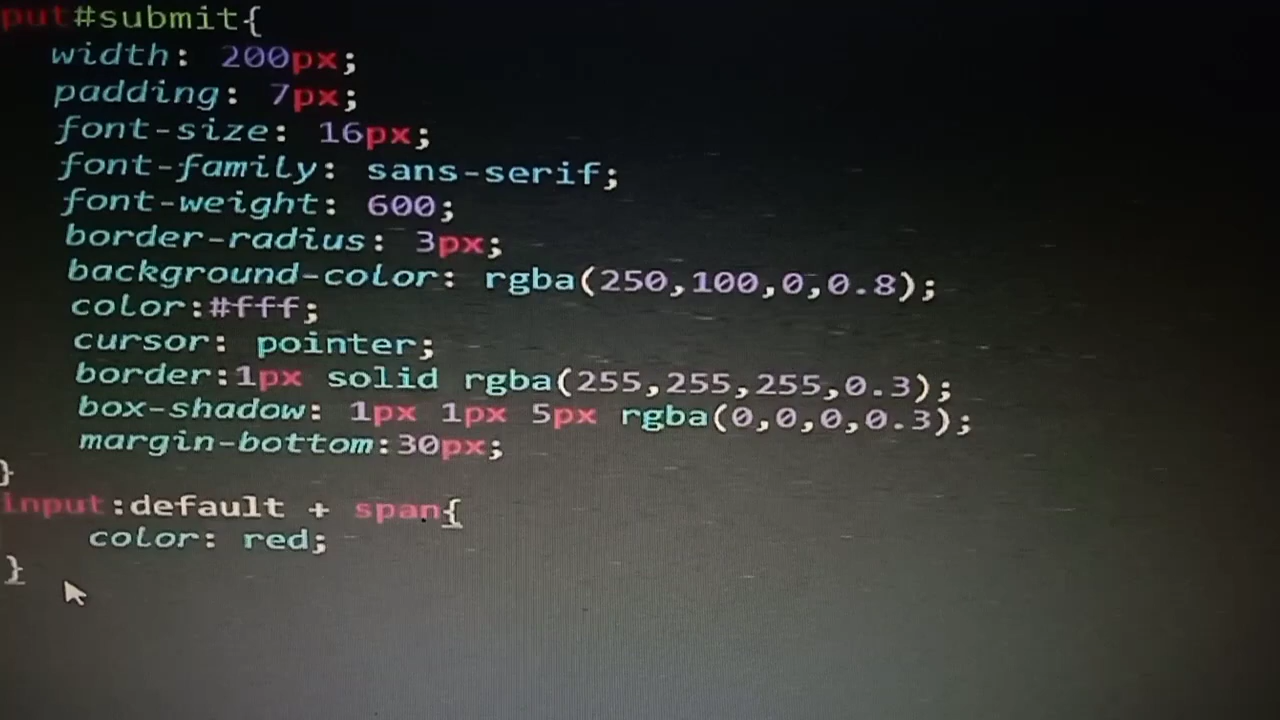 put#submit{
width: 200px;
padding: 7px;
font-size: 16px;
font-family: sans-serif;
font-weight: 600;
border-radius: 3px;
background-color: rgba(250,100,0,0.8);
color:#fff;
cursor: pointer;
border:1px solid rgba(255,255,255,0.3);
box-shadow: 1px 1px 5px rgba(0,0,0,0.3);
margin-bottom:30px;
}
input:default + span{
color: red;
}